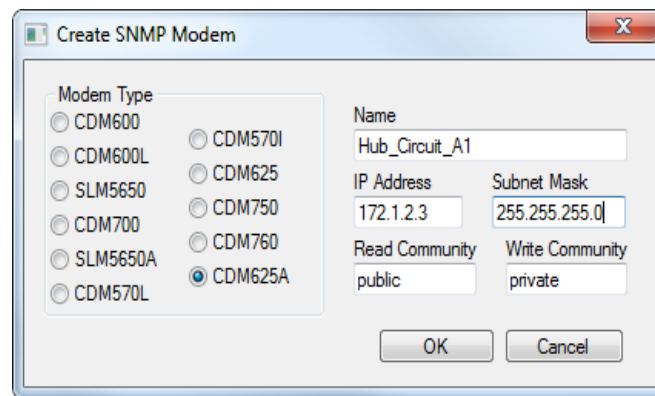 Create SNMP Modem
Modem Type
CDM600
CDM600L
SLM5650
CDM700
SLM5650A
CDM570L
CDM570I
CDM625
CDM750
CDM760
CDM625A
Name
Hub_Circuit_A1
IP Address Subnet Mask
172.1.2.3 255.255.255.0
Read Community Write Community
public private
OK Cancel